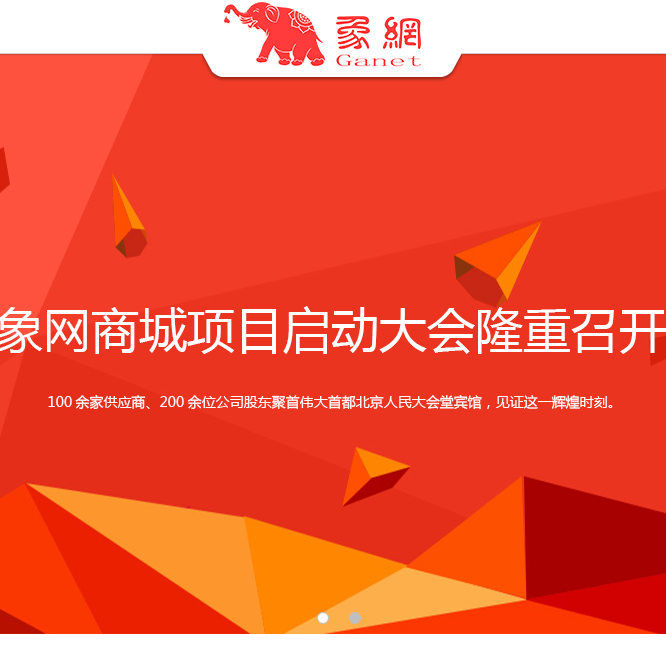 象網
Ganet
象网商城项目启动大会隆重召开
100 余家供应商、200 余位公司股东聚首伟大首都北京人民大会堂宾馆，见证这一辉煌时刻。